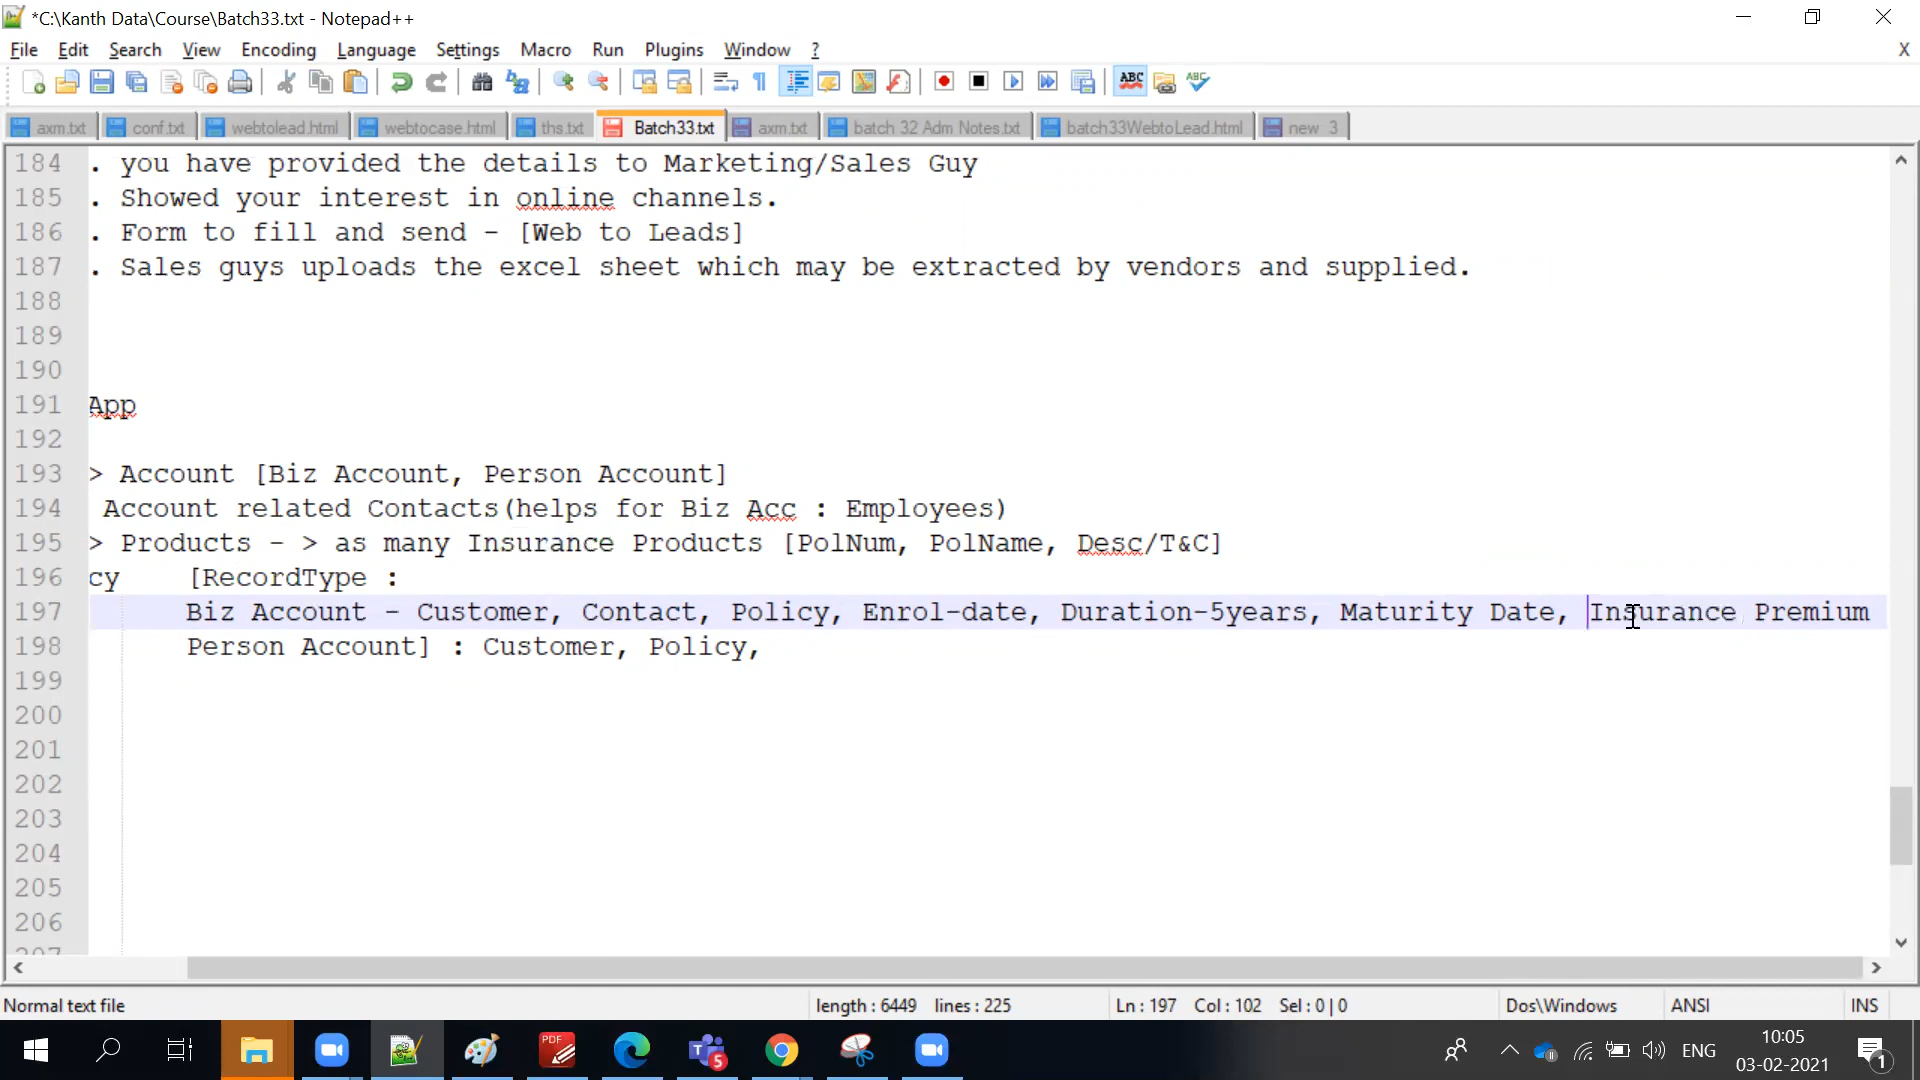 *C:\Kanth Data\Course\Batch33.txt - Notepad++
File Edit Search View Encoding Language Settings Macro Run Plugins Window ? X
axm.txt conf.txt webtolead.html webtocase.html ths.txt Batch33.txt axm.txt batch 32 Adm Notes.txt batch33WebtoLead.html new 3
184 . you have provided the details to Marketing/Sales Guy
185 . Showed your interest in online channels.
186 . Form to fill and send - [Web to Leads]
187 . Sales guys uploads the excel sheet which may be extracted by vendors and supplied.
188
189
190
191 App
192
193 > Account [Biz Account, Person Account]
194 Account related Contacts(helps for Biz Acc : Employees)
195 > Products - > as many Insurance Products [PolNum, PolName, Desc/T&C]
196 cy [RecordType :
197 Biz Account - Customer, Contact, Policy, Enrol-date, Duration-5years, Maturity Date, Insurance Premium
198 Person Account] : Customer, Policy,
199
200
201
202
203
204
205
206
207
Normal text file length : 6449 lines : 225 Ln : 197 Col : 102 Sel : 0 | 0 Dos\Windows ANSI INS
PDF 5 ENG 10:05 1
03-02-2021